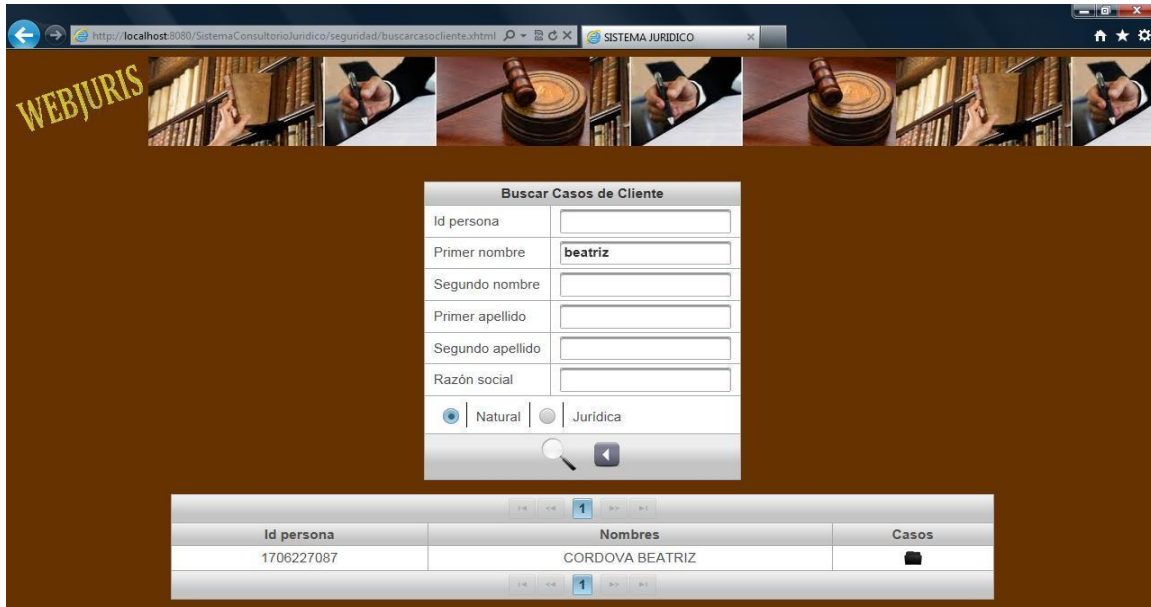 http://localhost:8080/SistemaConsultorioJuridico/seguridad/buscarcasocliente.xhtml
SISTEMA JURIDICO
WEBJURIS
Buscar Casos de Cliente
Id persona
Primer nombre beatriz
Segundo nombre
Primer apellido
Segundo apellido
Razón social
Natural Jurídica
1
Id persona Nombres Casos
1706227087 CORDOVA BEATRIZ
1